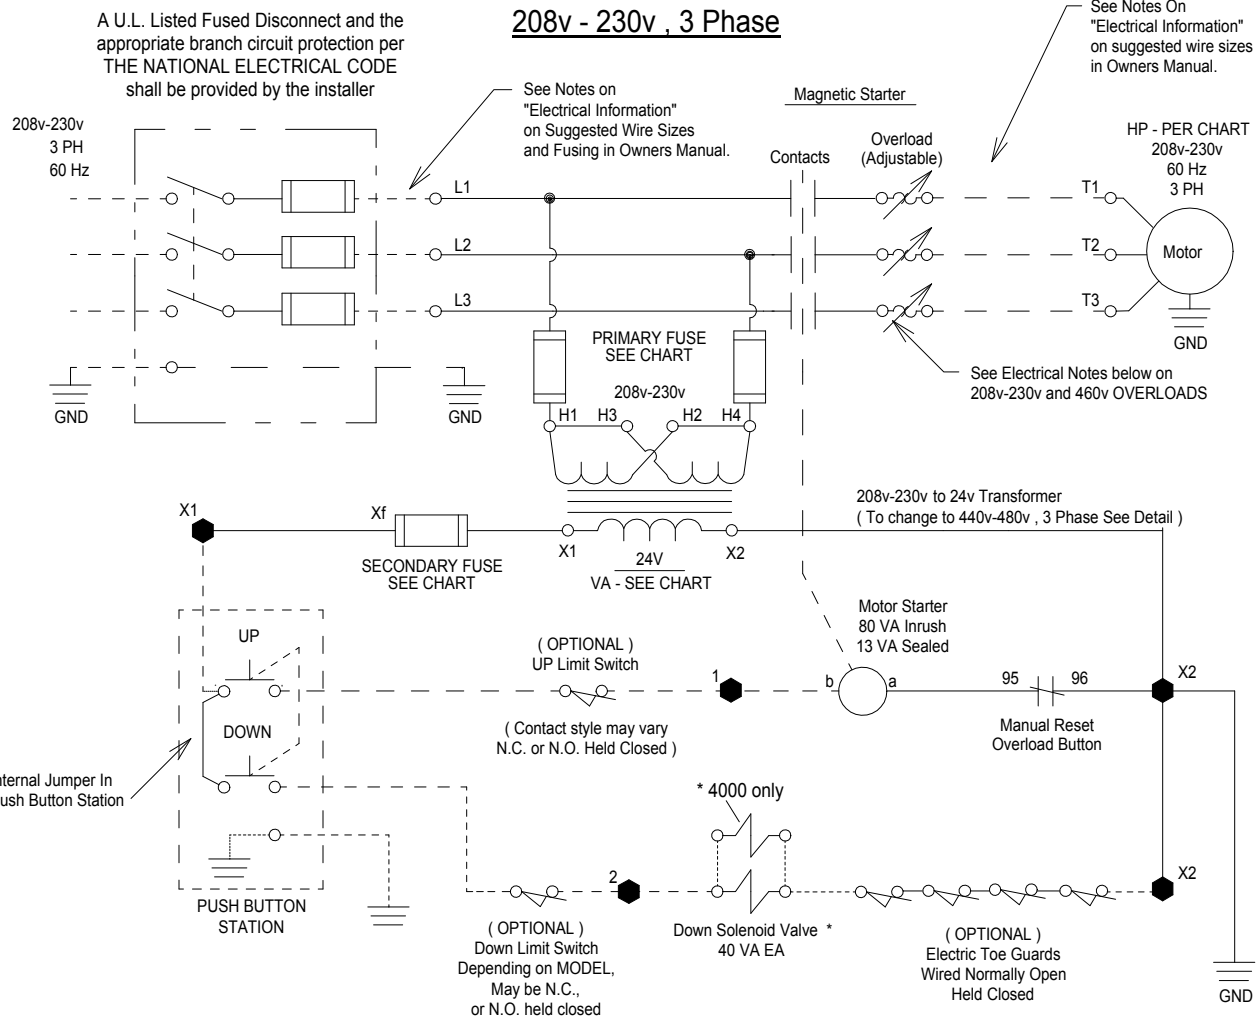 208v - 230v , 3 Phase
A U.L. Listed Fused Disconnect and the
appropriate branch circuit protection per
THE NATIONAL ELECTRICAL CODE
shall be provided by the installer
See Notes On
"Electrical Information"
on suggested wire sizes
in Owners Manual.
See Notes on
"Electrical Information"
on Suggested Wire Sizes
and Fusing in Owners Manual.
Magnetic Starter
Contacts
Overload
(Adjustable)
208v-230v
3 PH
60 Hz
HP - PER CHART
208v-230v
60 Hz
3 PH
L1
L2
L3
T1
T2
T3
Motor
GND
GND
GND
PRIMARY FUSE
SEE CHART
208v-230v
H1
H3
H2
H4
See Electrical Notes below on
208v-230v and 460v OVERLOADS
208v-230v to 24v Transformer
( To change to 440v-480v , 3 Phase See Detail )
X1
Xf
SECONDARY FUSE
SEE CHART
X1
X2
24V
VA - SEE CHART
Motor Starter
80 VA Inrush
13 VA Sealed
UP
( OPTIONAL )
UP Limit Switch
1
b
a
95
96
X2
( Contact style may vary
N.C. or N.O. Held Closed )
Manual Reset
Overload Button
DOWN
nternal Jumper In
ush Button Station
* 4000 only
2
X2
PUSH BUTTON
STATION
( OPTIONAL )
Down Limit Switch
Depending on MODEL,
May be N.C.,
or N.O. held closed
Down Solenoid Valve *
40 VA EA
( OPTIONAL )
Electric Toe Guards
Wired Normally Open
Held Closed
GND